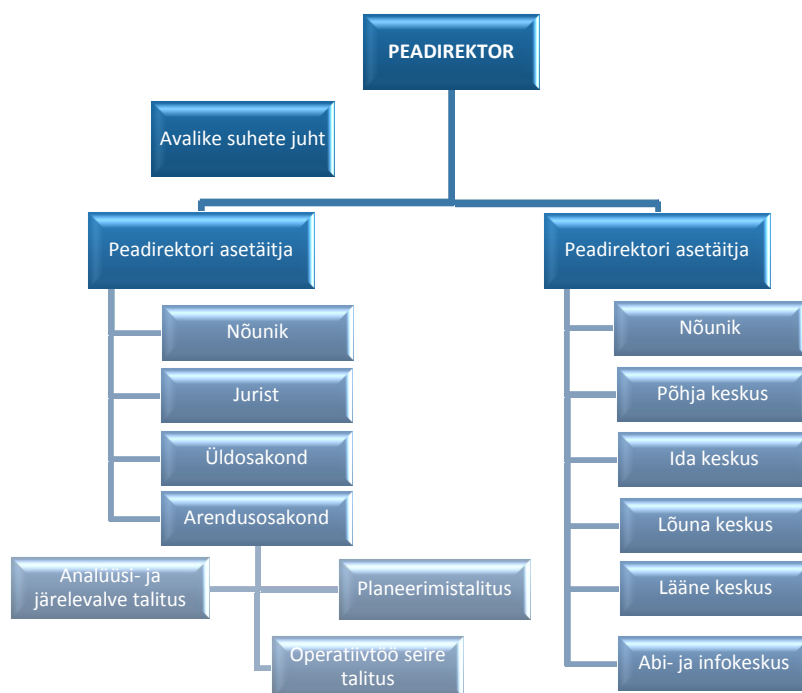 PEADIREKTOR
Avalike suhete juht
Peadirektori asetäitja
Nõunik
Jurist
Üldosakond
Arendusosakond
Analüüsi- ja
järelevalve talitus
Planeerimistalitus
Operatiivtöö seire
talitus
Peadirektori asetäitja
Nõunik
Põhja keskus
Ida keskus
Lõuna keskus
Lääne keskus
Abi- ja infokeskus